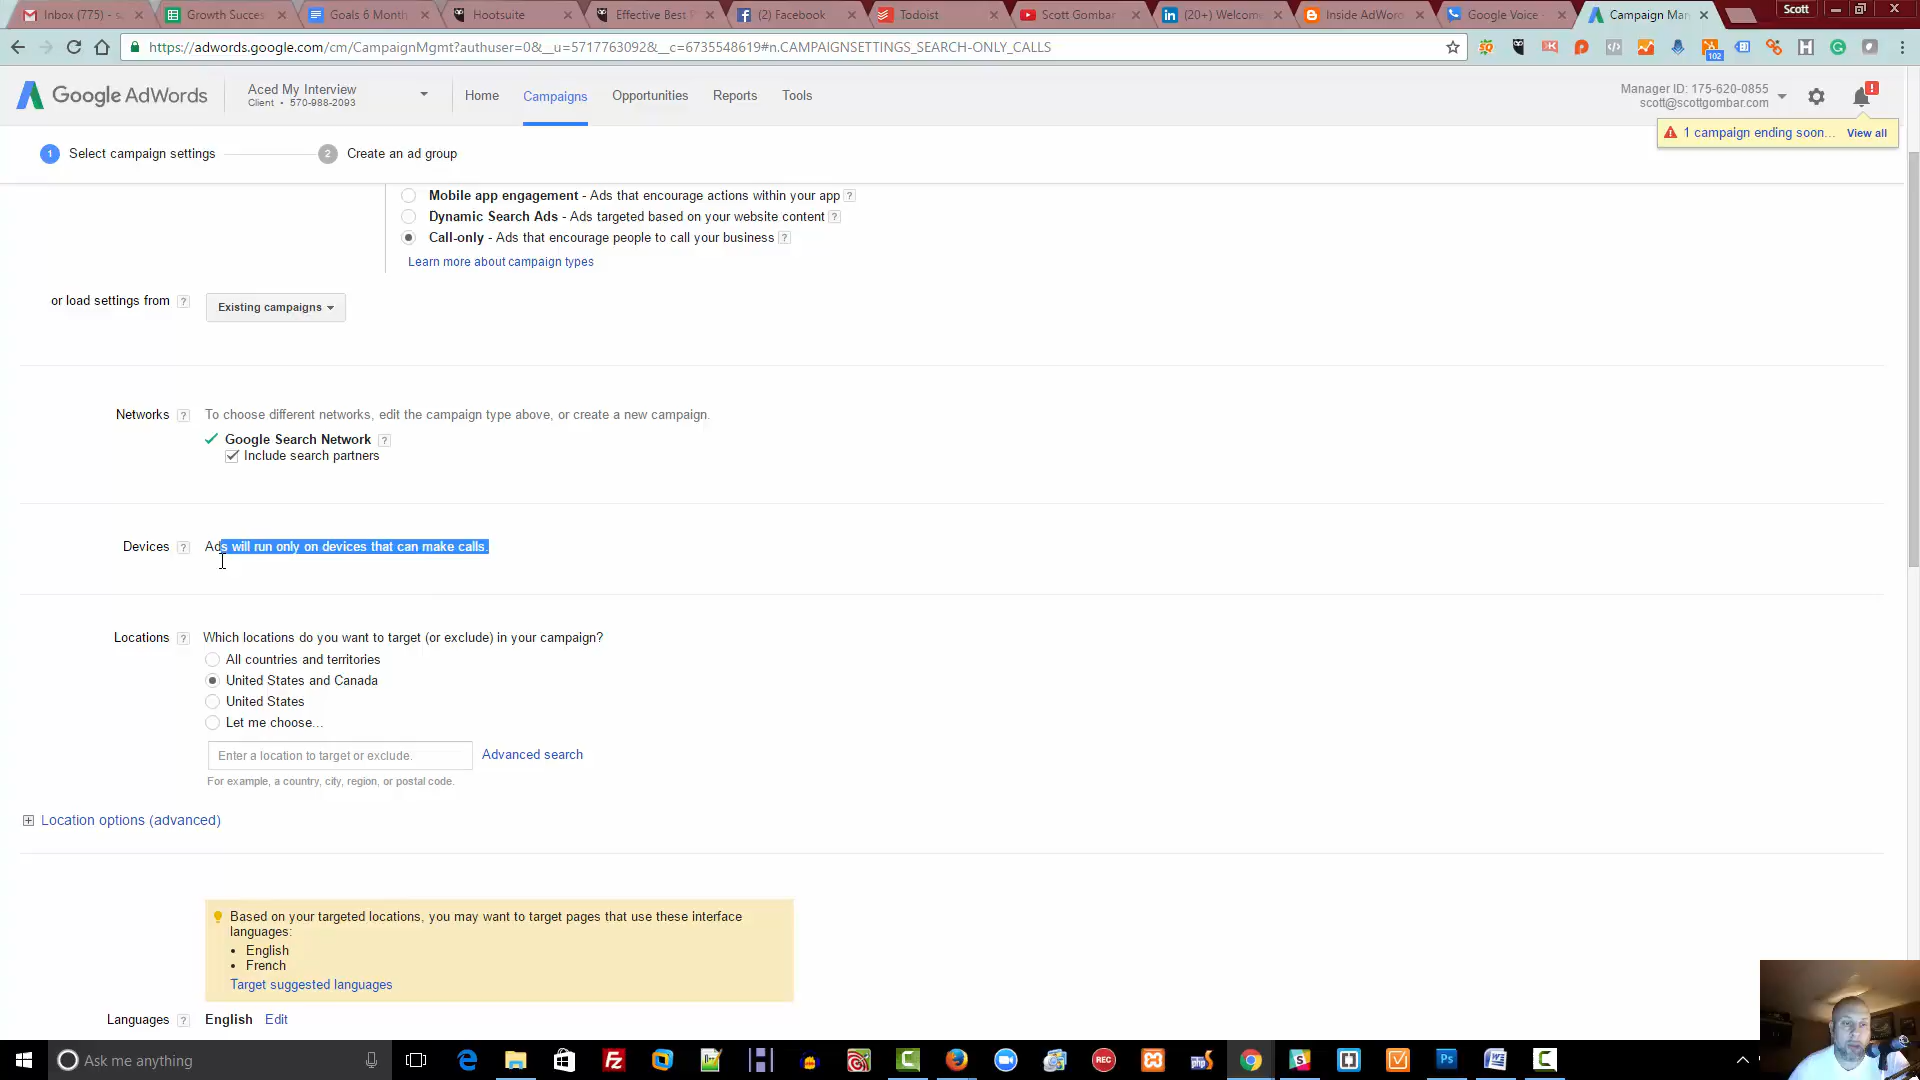 Inbox (775) - s
Growth Succes
Goals 6 Month
Hootsuite
Effective Best P
(2) Facebook
Todoist
Scott Gombar
(20+) Welcom
Inside AdWord
Google Voice -
Campaign Man
Scott
https://adwords.google.com/cm/CampaignMgmt?authuser=0&__u=5717763092&__c=6735548619#n.CAMPAIGNSETTINGS_SEARCH-ONLY_CALLS
102
Google AdWords
Aced My Interview
Client • 570-988-2093
Home
Campaigns
Opportunities
Reports
Tools
Manager ID: 175-620-0855
scott@scottgombar.com
!
1 campaign ending soon... View all
1 Select campaign settings
2 Create an ad group
Mobile app engagement - Ads that encourage actions within your app ?
Dynamic Search Ads - Ads targeted based on your website content ?
Call-only - Ads that encourage people to call your business ?
Learn more about campaign types
or load settings from ?
Existing campaigns
Networks ?
To choose different networks, edit the campaign type above, or create a new campaign.
Google Search Network ?
Include search partners
Devices ?
Ads will run only on devices that can make calls.
Locations ?
Which locations do you want to target (or exclude) in your campaign?
All countries and territories
United States and Canada
United States
Let me choose...
Enter a location to target or exclude.
Advanced search
For example, a country, city, region, or postal code.
Location options (advanced)
Based on your targeted locations, you may want to target pages that use these interface
languages:
• English
• French
Target suggested languages
Languages ?
English Edit
Ask me anything
REC
php
Ps